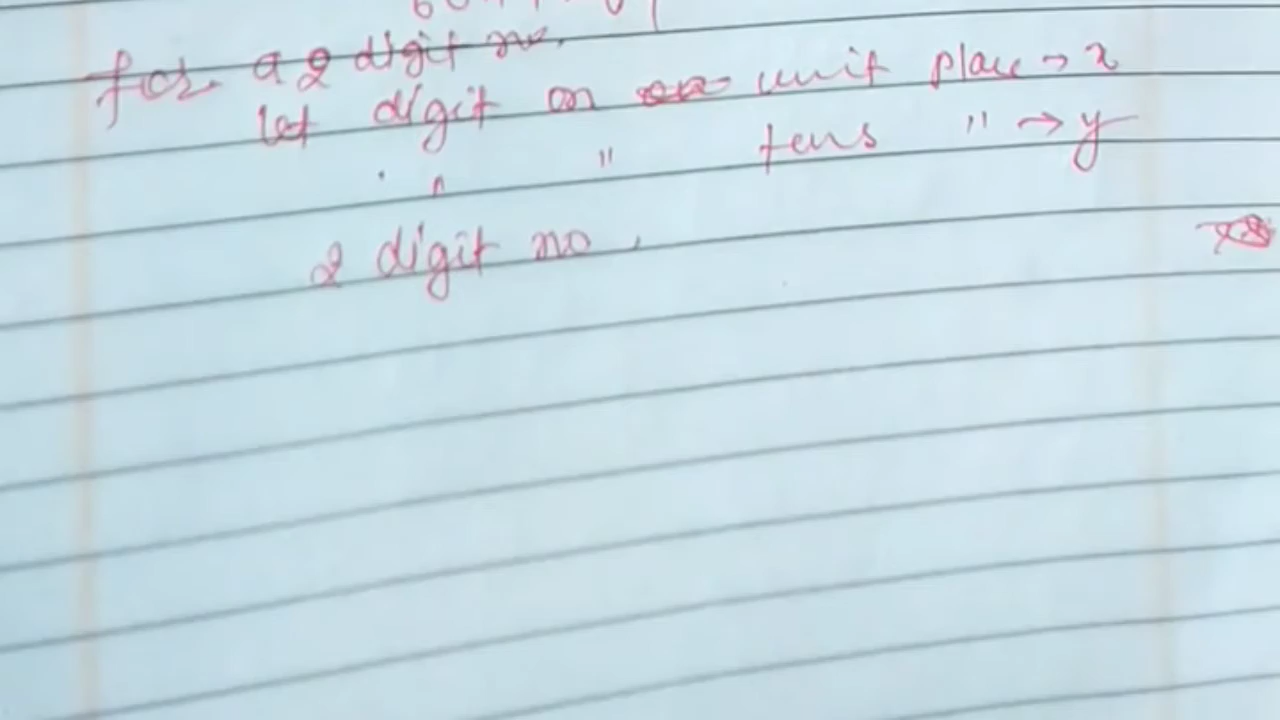 for a 2 digit no.
let digit on unit place → x
" " tens " → y
2 digit no.